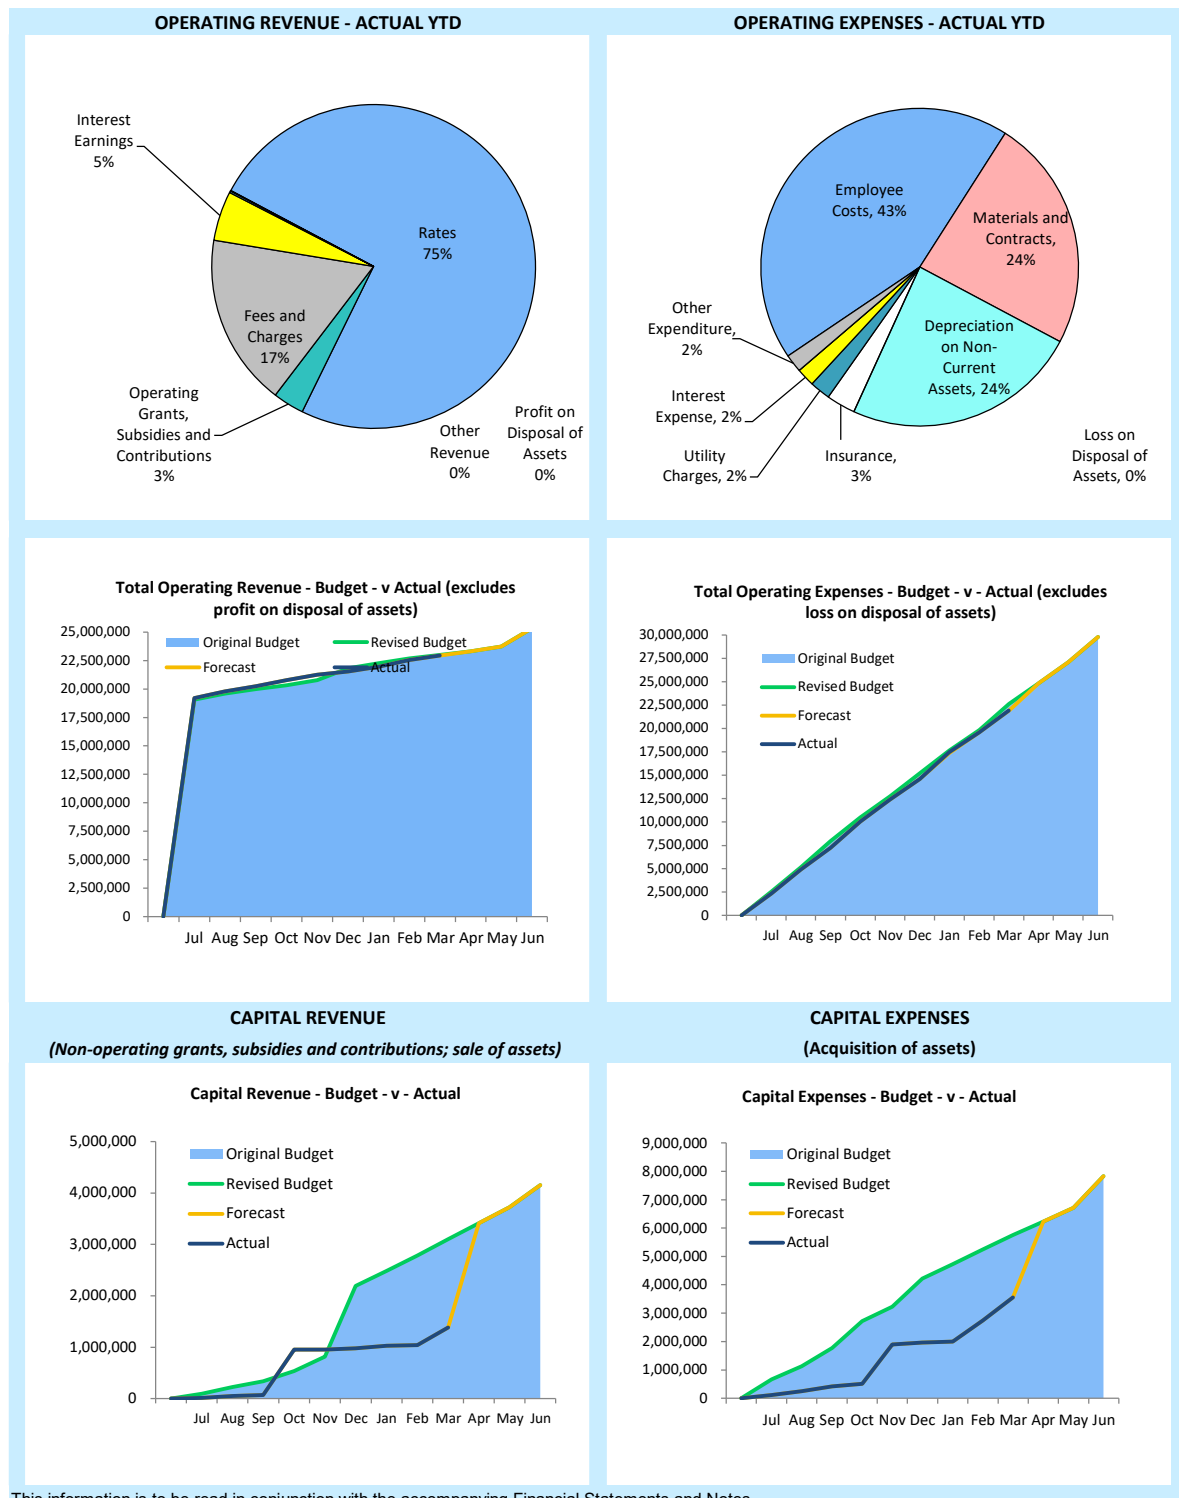 OPERATING REVENUE - ACTUAL YTD
Interest
Earnings
5%
Rates
75%
Fees and
Charges
17%
Operating
Grants,
Subsidies and
Contributions
3%
Other
Revenue
0%
Profit on
Disposal of
Assets
0%
OPERATING EXPENSES - ACTUAL YTD
Employee
Costs, 43%
Materials and
Contracts,
24%
Depreciation
on Non-
Current
Assets, 24%
Other
Expenditure,
2%
Interest
Expense, 2%
Utility
Charges, 2%
Insurance,
3%
Loss on
Disposal of
Assets, 0%
Total Operating Revenue - Budget - v Actual (excludes
profit on disposal of assets)
Original Budget
Revised Budget
Forecast
Actual
25,000,000
22,500,000
20,000,000
17,500,000
15,000,000
12,500,000
10,000,000
7,500,000
5,000,000
2,500,000
0
Jul Aug Sep Oct Nov Dec Jan Feb Mar Apr May Jun
Total Operating Expenses - Budget - v - Actual (excludes
loss on disposal of assets)
Original Budget
Revised Budget
Forecast
Actual
30,000,000
27,500,000
25,000,000
22,500,000
20,000,000
17,500,000
15,000,000
12,500,000
10,000,000
7,500,000
5,000,000
2,500,000
0
Jul Aug Sep Oct Nov Dec Jan Feb Mar Apr May Jun
CAPITAL REVENUE
(Non-operating grants, subsidies and contributions; sale of assets)
Capital Revenue - Budget - v - Actual
Original Budget
Revised Budget
Forecast
Actual
5,000,000
4,000,000
3,000,000
2,000,000
1,000,000
0
Jul Aug Sep Oct Nov Dec Jan Feb Mar Apr May Jun
CAPITAL EXPENSES
(Acquisition of assets)
Capital Expenses - Budget - v - Actual
Original Budget
Revised Budget
Forecast
Actual
9,000,000
8,000,000
7,000,000
6,000,000
5,000,000
4,000,000
3,000,000
2,000,000
1,000,000
0
Jul Aug Sep Oct Nov Dec Jan Feb Mar Apr May Jun
This information is to be read in conjunction with the accompanying Financial Statements and Notes